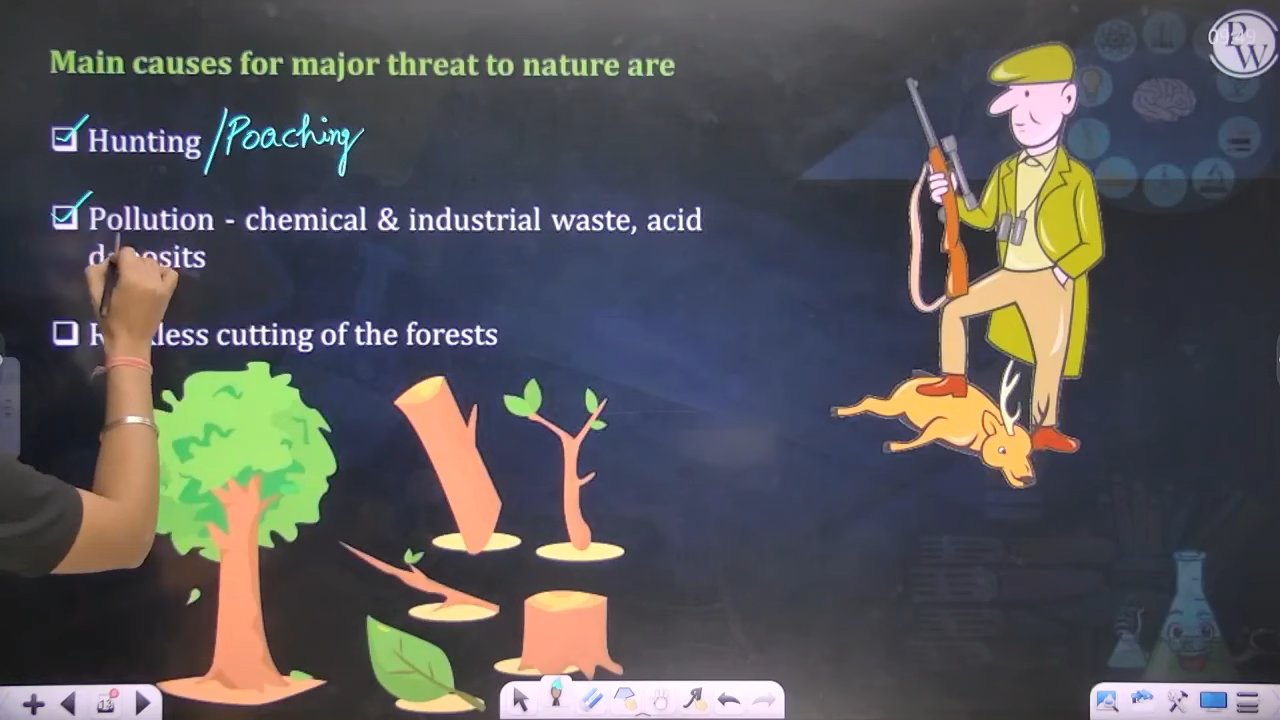 Main causes for major threat to nature are
Hunting /Poaching
Pollution - chemical & industrial waste, acid
cutting of the forests
PW